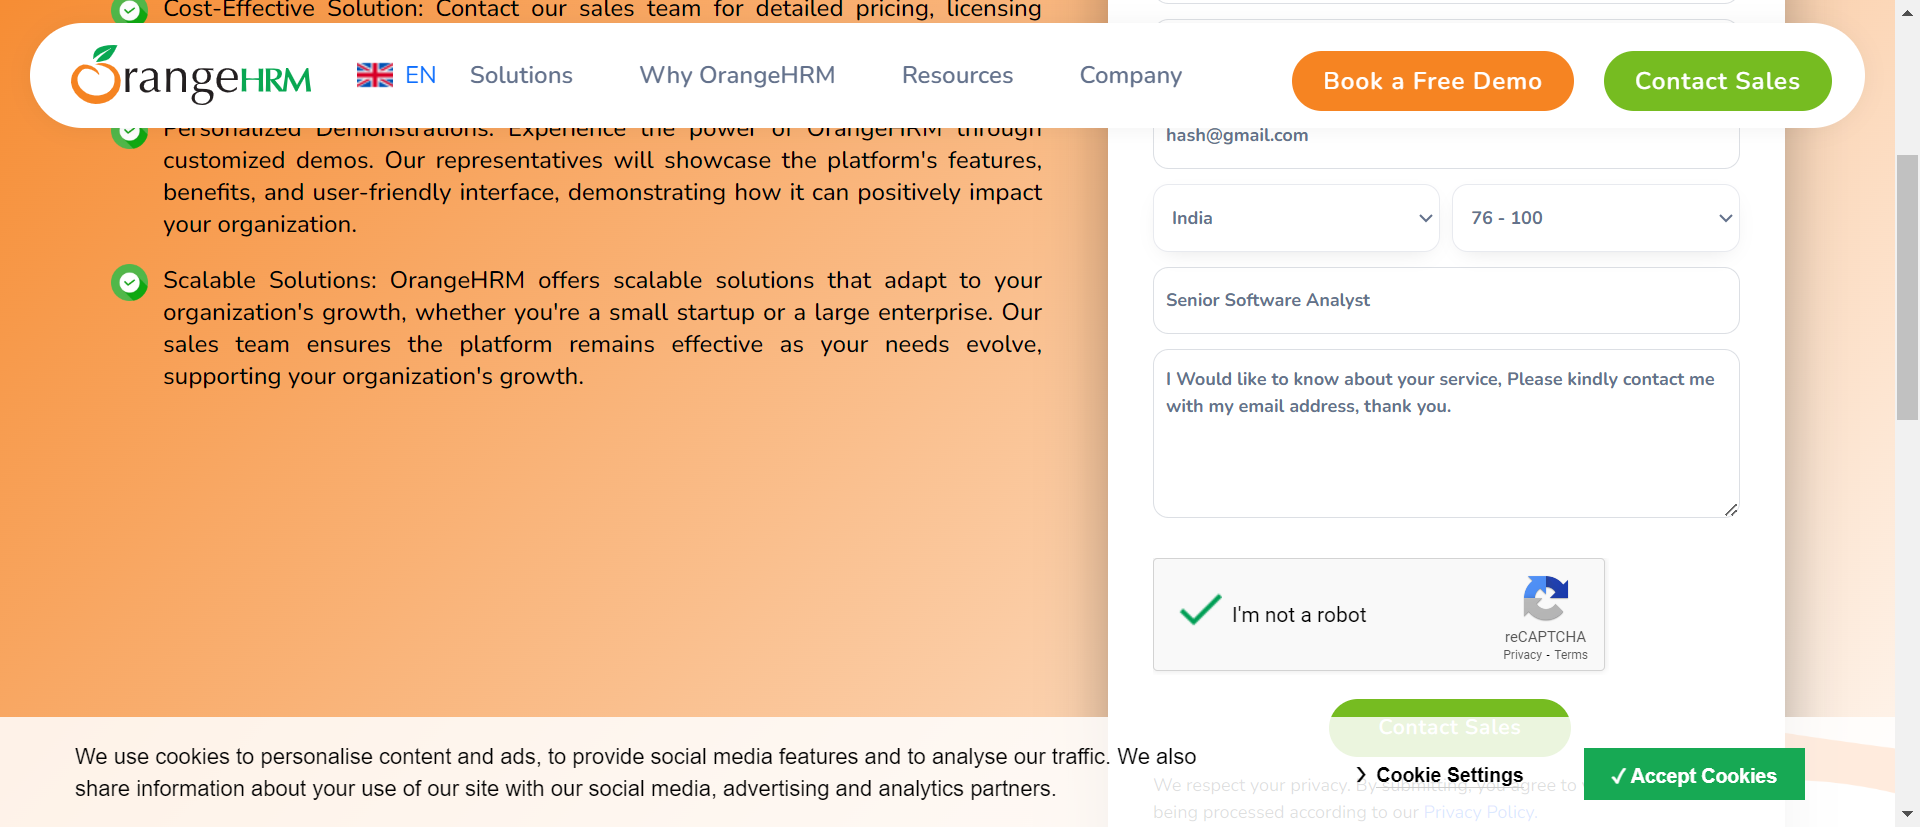 Cost-Effective Solution: Contact our sales team for detailed pricing, licensing
OrangeHRM
EN
Solutions
Why OrangeHRM
Resources
Company
Book a Free Demo
Contact Sales
Personalized Demonstrations: Experience the power of OrangeHRM through
customized demos. Our representatives will showcase the platform's features,
benefits, and user-friendly interface, demonstrating how it can positively impact
your organization.
Scalable Solutions: OrangeHRM offers scalable solutions that adapt to your
organization's growth, whether you're a small startup or a large enterprise. Our
sales team ensures the platform remains effective as your needs evolve,
supporting your organization's growth.
hash@gmail.com
India
76 - 100
Senior Software Analyst
I Would like to know about your service, Please kindly contact me
with my email address, thank you.
I'm not a robot
reCAPTCHA
Privacy - Terms
Contact Sales
We respect your privacy. By submitting, you agree to
being processed according to our Privacy Policy.
We use cookies to personalise content and ads, to provide social media features and to analyse our traffic. We also
share information about your use of our site with our social media, advertising and analytics partners.
Cookie Settings
✓ Accept Cookies